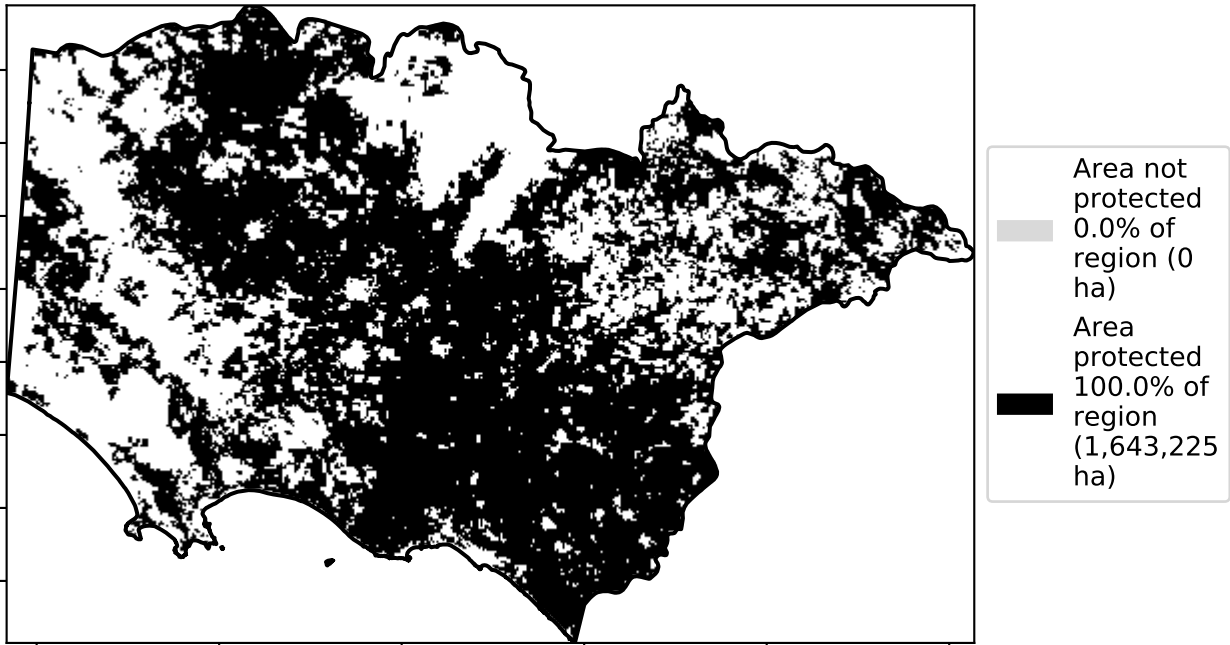 Area not
protected
0.0% of
region (0
ha)
Area
protected
100.0% of
region
(1,643,225
ha)